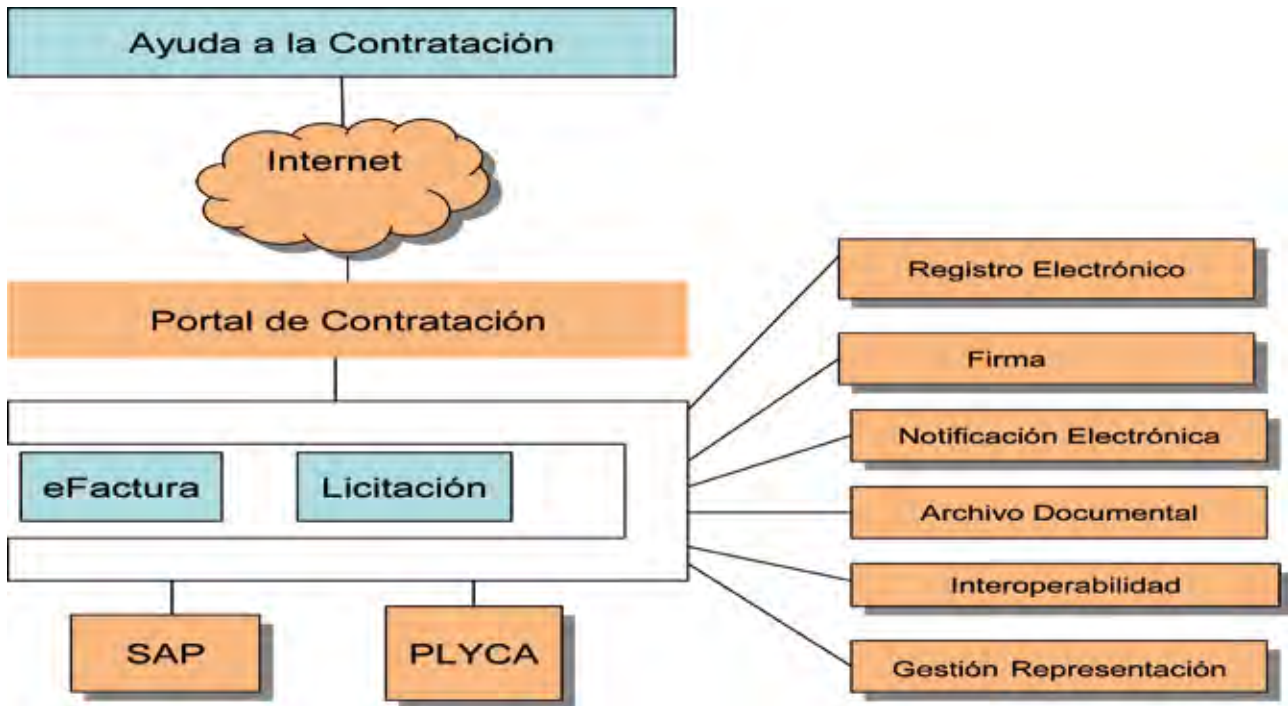 Ayuda a la Contratación
Internet
Portal de Contratación
eFactura
Licitación
SAP
PLYCA
Registro Electrónico
Firma
Notificación Electrónica
Archivo Documental
Interoperabilidad
Gestión Representación